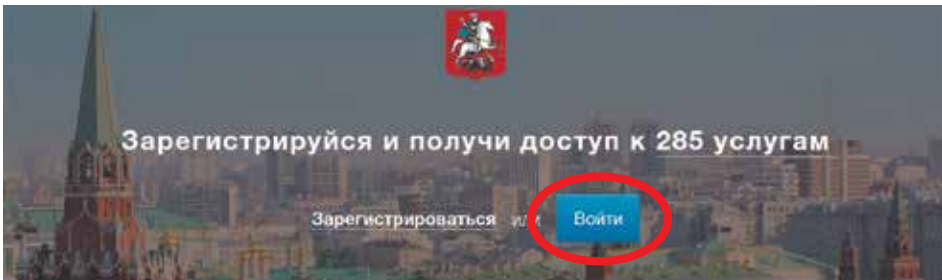 Зарегистрируйся и получи доступ к 285 услугам
Зарегистрироваться или Войти